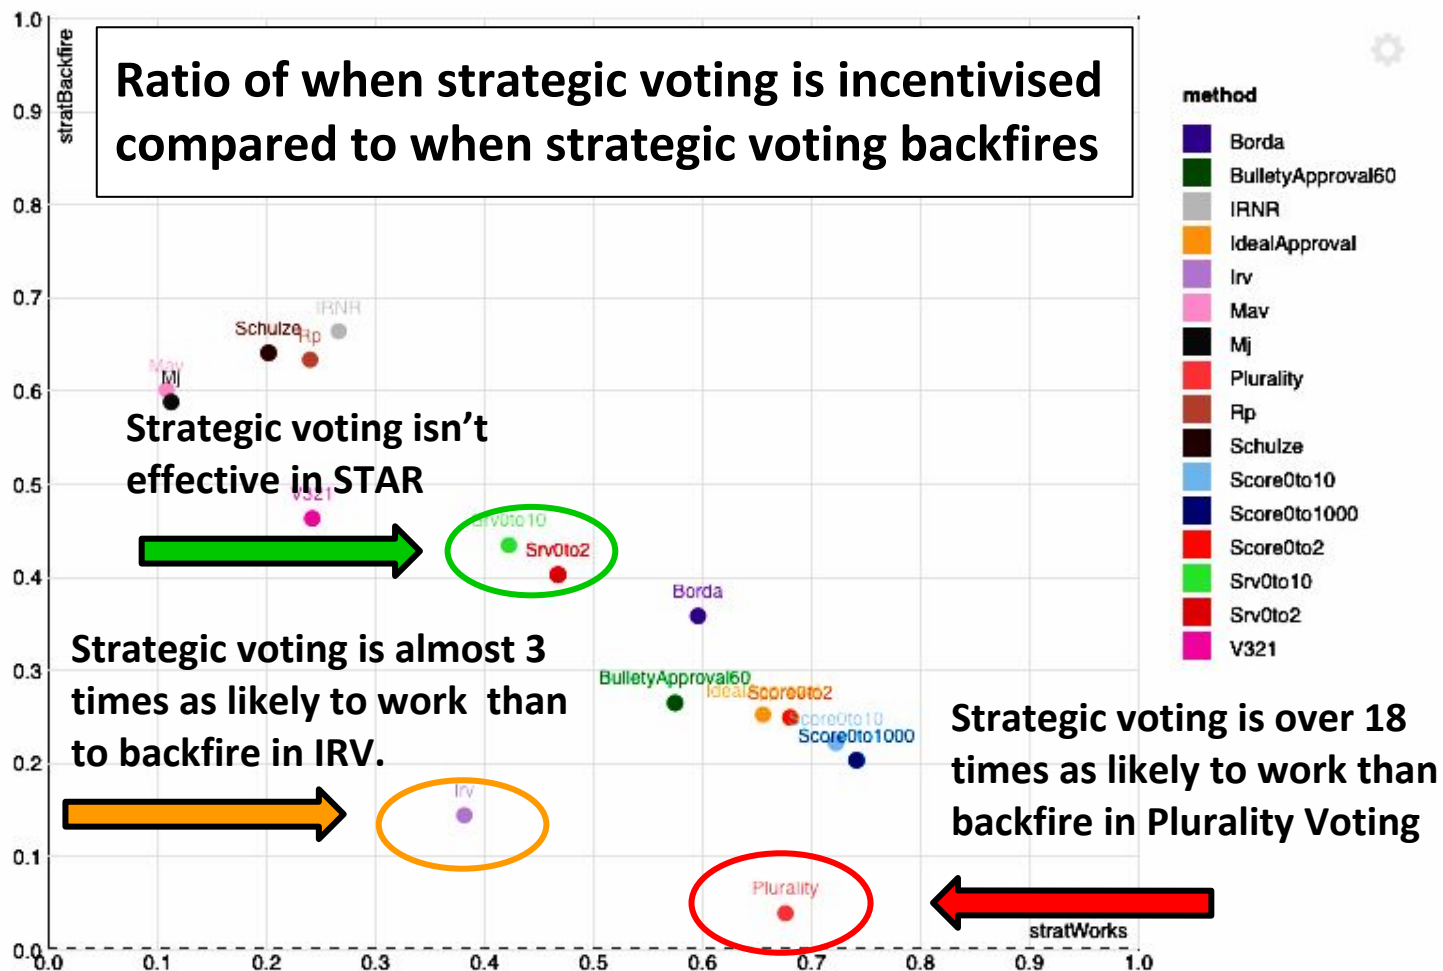 1.0
stratBackfire
Ratio of when strategic voting is incentivised
compared to when strategic voting backfires
0.9
0.8
0.7
0.6
0.5
0.4
0.3
0.2
0.1
0.0
IRNR
Schulze
Rp
Mav
Mj
Strategic voting isn’t
effective in STAR
V321
Srv0to10
Srv0to2
Borda
Strategic voting is almost 3
times as likely to work than
to backfire in IRV.
BulletyApproval60
IdealApproval
Score0to2
Score0to10
Score0to1000
Irv
Strategic voting is over 18
times as likely to work than
backfire in Plurality Voting
Plurality
stratWorks
0.0 0.1 0.2 0.3 0.4 0.5 0.6 0.7 0.8 0.9 1.0
method
Borda
BulletyApproval60
IRNR
IdealApproval
Irv
Mav
Mj
Plurality
Rp
Schulze
Score0to10
Score0to1000
Score0to2
Srv0to10
Srv0to2
V321